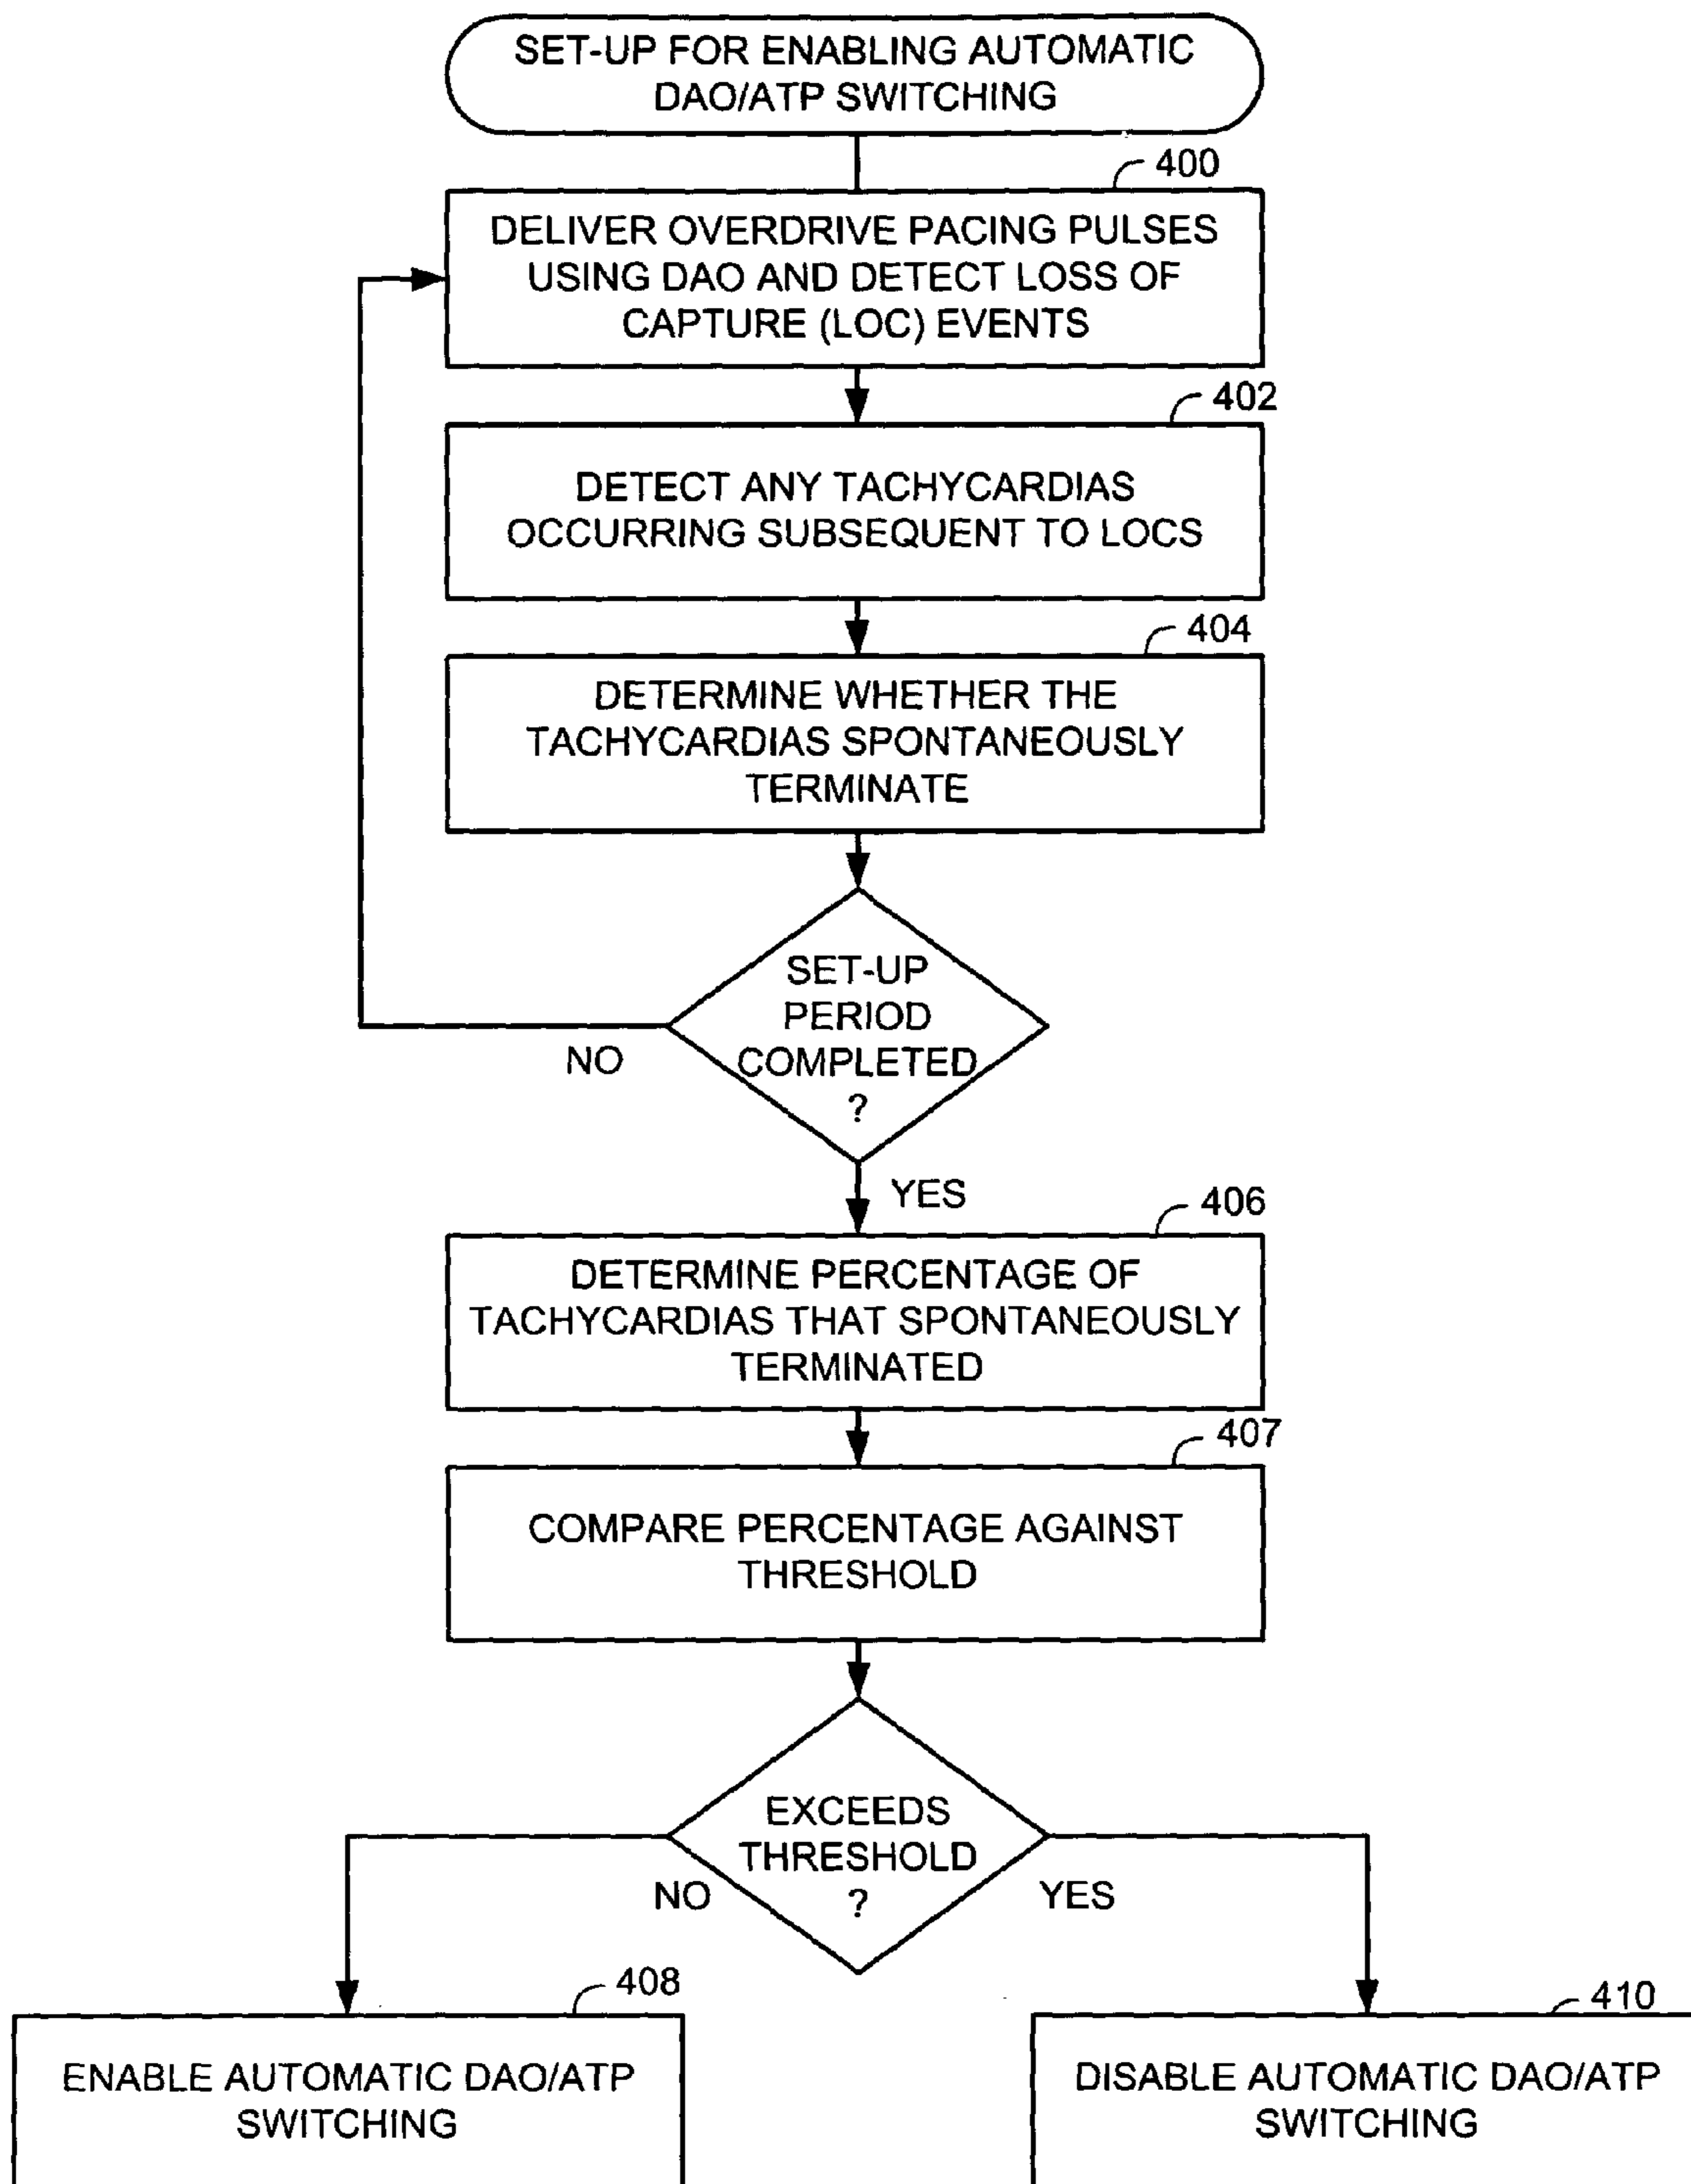 SET-UP FOR ENABLING AUTOMATIC
DAO/ATP SWITCHING
400
DELIVER OVERDRIVE PACING PULSES
USING DAO AND DETECT LOSS OF
CAPTURE (LOC) EVENTS
402
DETECT ANY TACHYCARDIAS
OCCURRING SUBSEQUENT TO LOCS
404
DETERMINE WHETHER THE
TACHYCARDIAS SPONTANEOUSLY
TERMINATE
SET-UP
PERIOD
COMPLETED
?
NO
YES
406
DETERMINE PERCENTAGE OF
TACHYCARDIAS THAT SPONTANEOUSLY
TERMINATED
407
COMPARE PERCENTAGE AGAINST
THRESHOLD
EXCEEDS
THRESHOLD
?
NO
YES
408
ENABLE AUTOMATIC DAO/ATP
SWITCHING
410
DISABLE AUTOMATIC DAO/ATP
SWITCHING